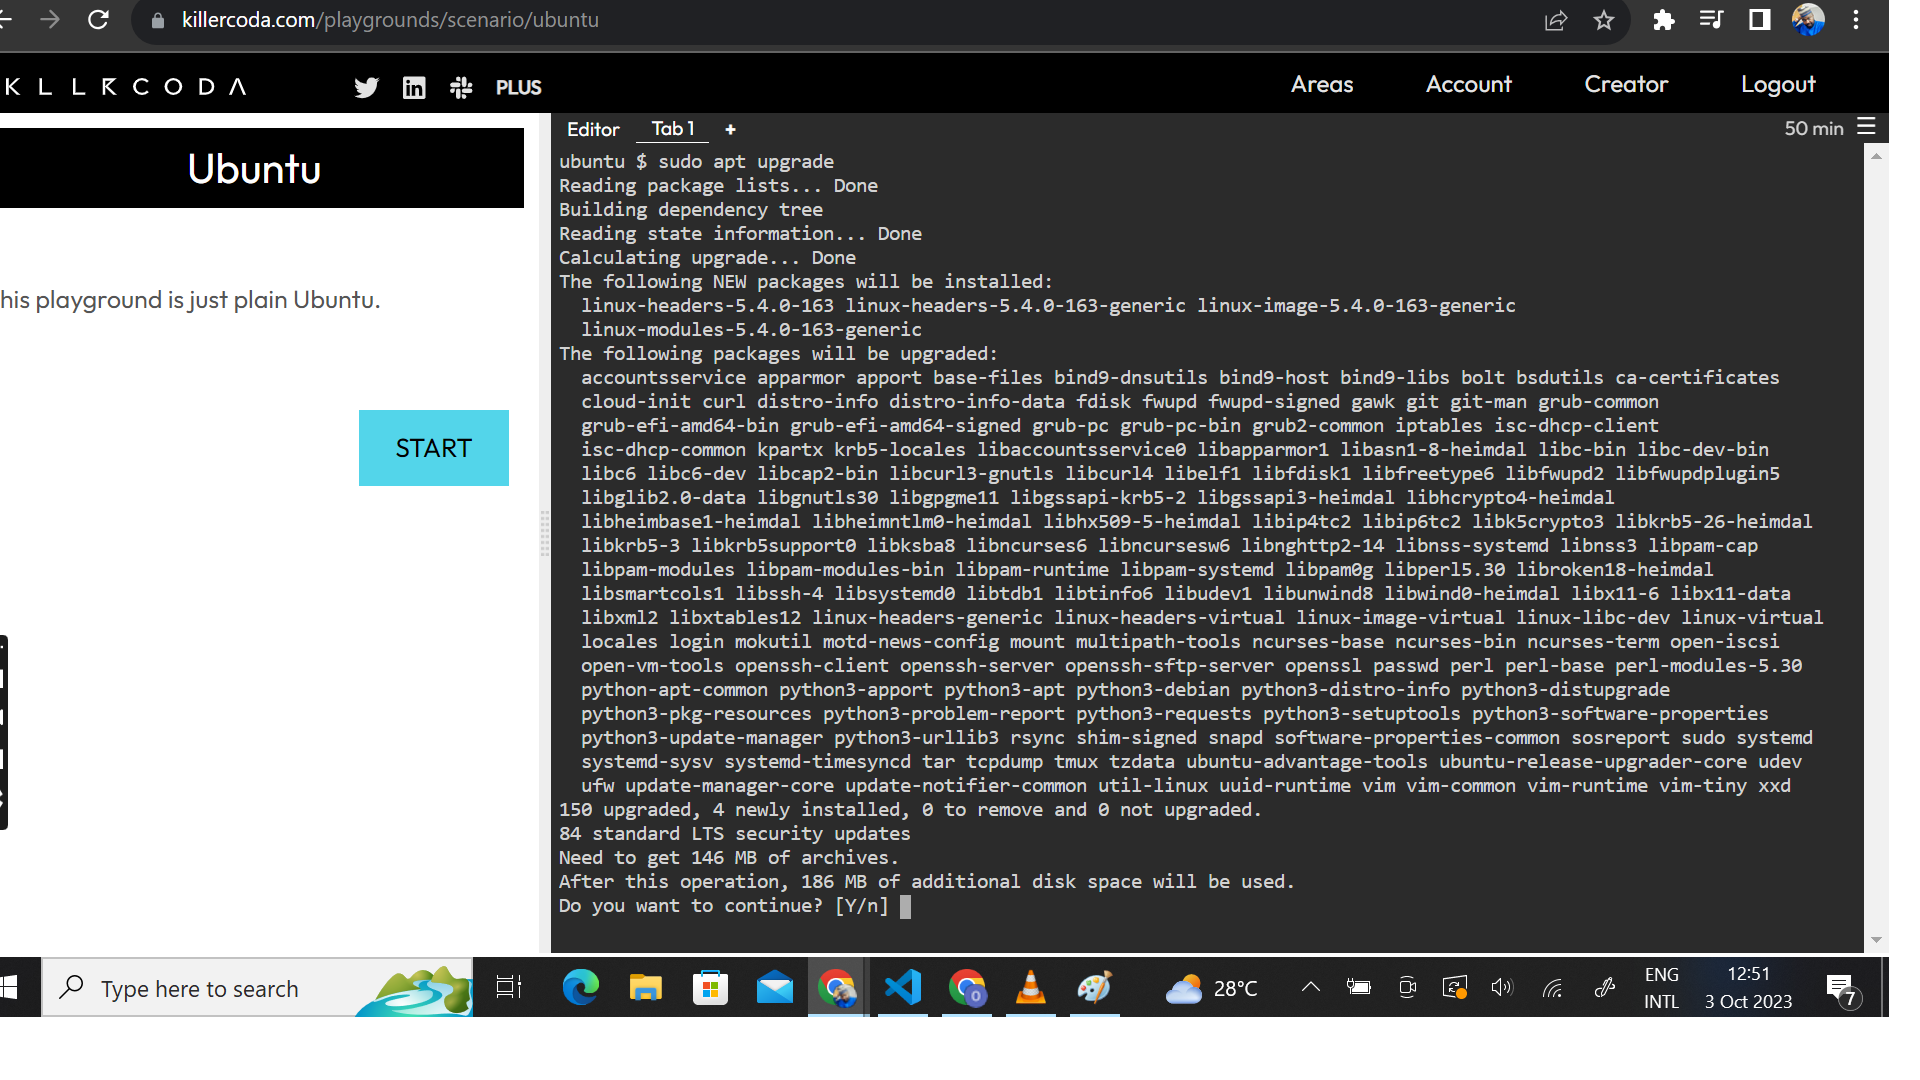 killercoda.com/playgrounds/scenario/ubuntu
KLLRCODA
PLUS
Areas
Account
Creator
Logout
Ubuntu
his playground is just plain Ubuntu.
START
Editor
Tab 1
+
50 min
ubuntu $ sudo apt upgrade
Reading package lists... Done
Building dependency tree
Reading state information... Done
Calculating upgrade... Done
The following NEW packages will be installed:
linux-headers-5.4.0-163 linux-headers-5.4.0-163-generic linux-image-5.4.0-163-generic
linux-modules-5.4.0-163-generic
The following packages will be upgraded:
accountsservice apparmor apport base-files bind9-dnsutils bind9-host bind9-libs bolt bsdutils ca-certificates
cloud-init curl distro-info distro-info-data fdisk fwupd fwupd-signed gawk git git-man grub-common
grub-efi-amd64-bin grub-efi-amd64-signed grub-pc grub-pc-bin grub2-common iptables isc-dhcp-client
isc-dhcp-common kpartx krb5-locales libaccountsservice0 libapparmor1 libasn1-8-heimdal libc-bin libc-dev-bin
libc6 libc6-dev libcap2-bin libcurl3-gnutls libcurl4 libelf1 libfdisk1 libfreetype6 libfwupd2 libfwupdplugin5
libglib2.0-data libgnutls30 libgpgme11 libgssapi-krb5-2 libgssapi3-heimdal libhcrypto4-heimdal
libheimbase1-heimdal libheimntlm0-heimdal libhx509-5-heimdal libip4tc2 libip6tc2 libk5crypto3 libkrb5-26-heimdal
libkrb5-3 libkrb5support0 libksba8 libncurses6 libncursesw6 libnghttp2-14 libnss-systemd libnss3 libpam-cap
libpam-modules libpam-modules-bin libpam-runtime libpam-systemd libpam0g libperl5.30 libroken18-heimdal
libsmartcols1 libssh-4 libsystemd0 libtdb1 libtinfo6 libudev1 libunwind8 libwind0-heimdal libx11-6 libx11-data
libxml2 libxtables12 linux-headers-generic linux-headers-virtual linux-image-virtual linux-libc-dev linux-virtual
locales login mokutil motd-news-config mount multipath-tools ncurses-base ncurses-bin ncurses-term open-iscsi
open-vm-tools openssh-client openssh-server openssh-sftp-server openssl passwd perl perl-base perl-modules-5.30
python-apt-common python3-apport python3-apt python3-debian python3-distro-info python3-distupgrade
python3-pkg-resources python3-problem-report python3-requests python3-setuptools python3-software-properties
python3-update-manager python3-urllib3 rsync shim-signed snapd software-properties-common sosreport sudo systemd
systemd-sysv systemd-timesyncd tar tcpdump tmux tzdata ubuntu-advantage-tools ubuntu-release-upgrader-core udev
ufw update-manager-core update-notifier-common util-linux uuid-runtime vim vim-common vim-runtime vim-tiny xxd
150 upgraded, 4 newly installed, 0 to remove and 0 not upgraded.
84 standard LTS security updates
Need to get 146 MB of archives.
After this operation, 186 MB of additional disk space will be used.
Do you want to continue? [Y/n]
Type here to search
28°C
ENG
INTL
12:51
3 Oct 2023
7